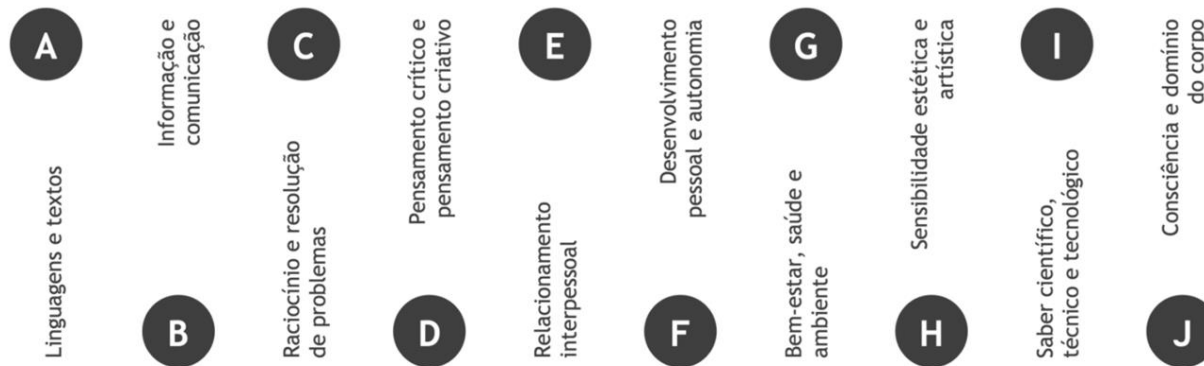 A
Linguagens e textos
Informação e
comunicação
B
C
Raciocínio e resolução
de problemas
Pensamento crítico e
pensamento criativo
D
E
Relacionamento
interpessoal
Desenvolvimento
pessoal e autonomia
F
G
Bem-estar, saúde e
ambiente
Sensibilidade estética e
artística
H
I
Saber científico,
técnico e tecnológico
Consciência e domínio
do corpo
J